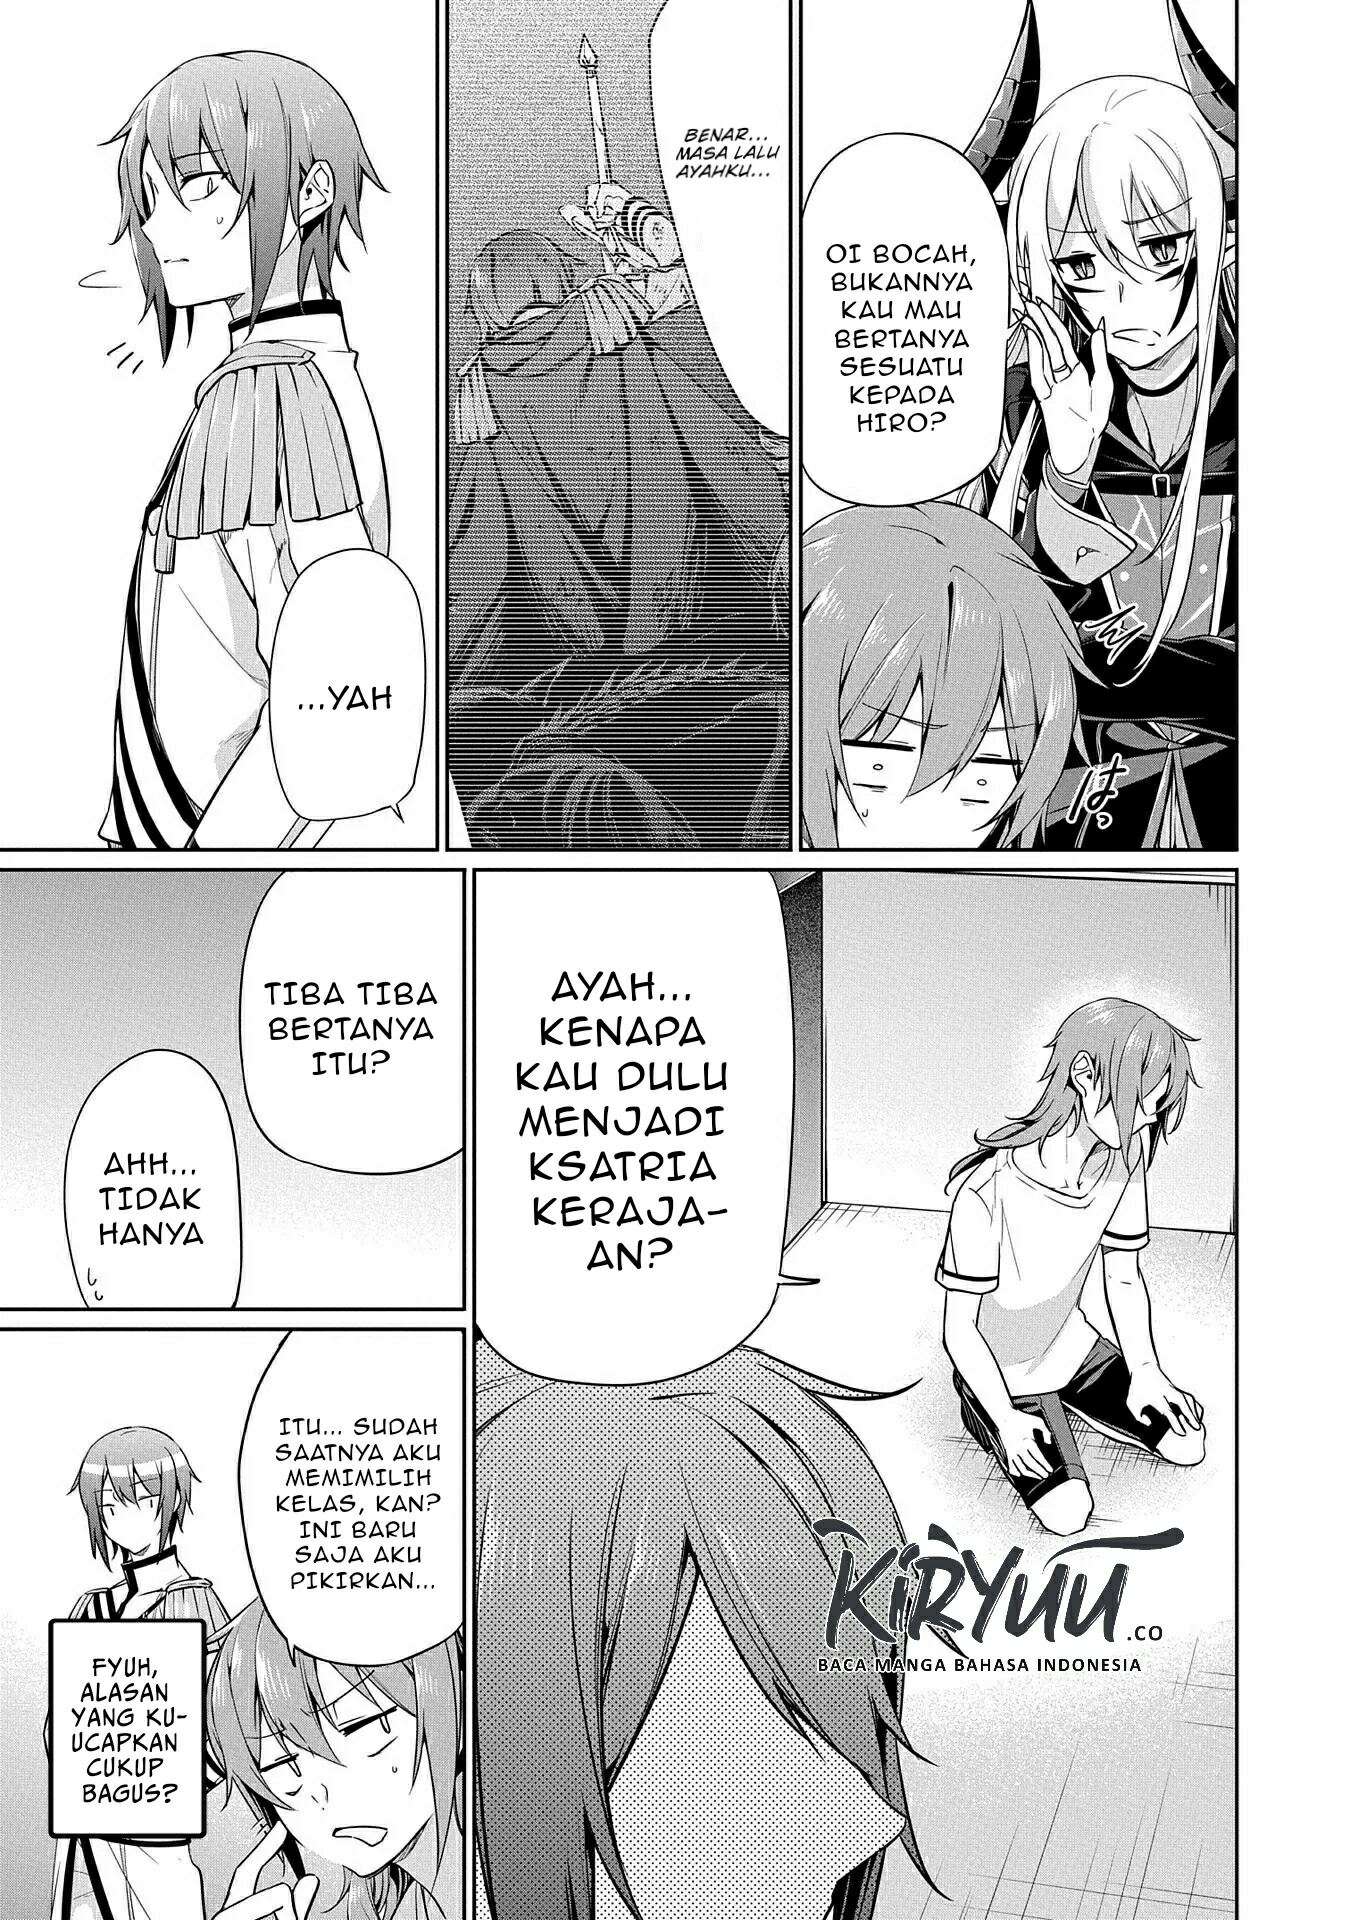 OI BOCAH,
BUKANNYA
KAU MAU
BERTANYA
SESUATU
KEPADA
HIRO?
はっ
BENAR...
MASA LALU
AYAHKU...
...YAH
AYAH...
KENAPA
KAU DULU
MENJADI
KSATRIA
KERAJA-
AN?
TIBA TIBA
BERTANYA
ITU?
AHH...
TIDAK
HANYA
ITU... SUDAH
SAATNYA AKU
MEMIMILIH
KELAS, KAN?
INI BARU
SAJA AKU
PIKIRKAN...
FYUH,
ALASAN
YANG KU-
UCAPKAN
CUKUP
BAGUS?
KIRYUU.CO
BACA MANGA BAHASA INDONESIA